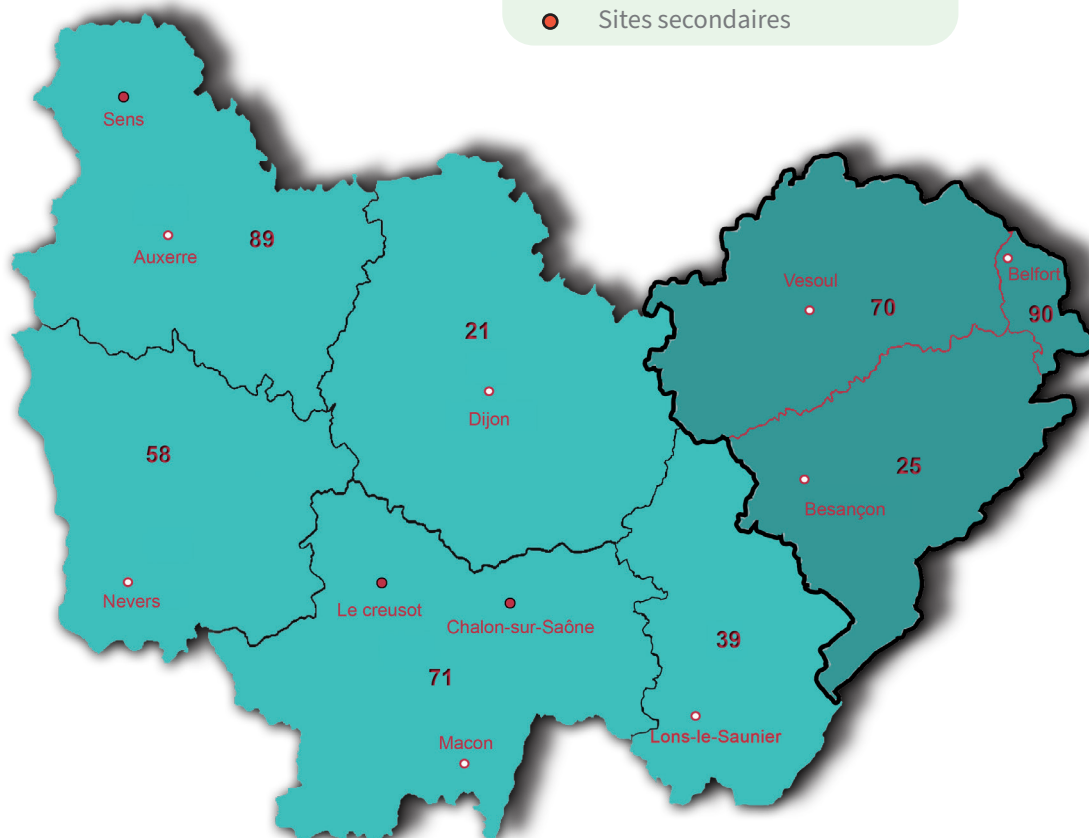 Sites secondaires
Sens
Auxerre
89
21
Dijon
Vesoul
70
Belfort
90
58
25
Besançon
Nevers
Le creusot
Chalon-sur-Saône
39
71
Lons-le-Saunier
Macon